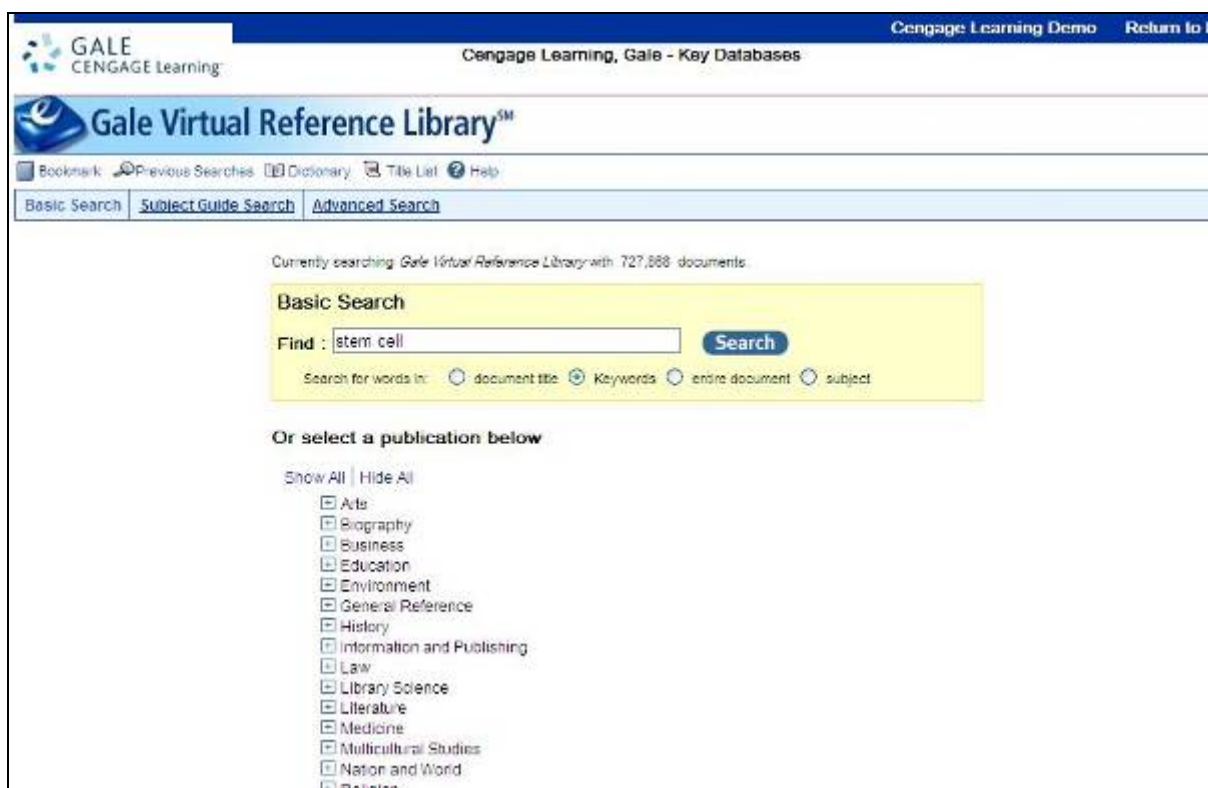 Cengage Learning Demo Return to
GALE
CENGAGE Learning
Cengage Learning, Gale - Key Databases
Gale Virtual Reference Library℠
Bookmark Previous Searches Dictionary Title List Help
Basic Search Subject Guide Search Advanced Search
Currently searching Gale Virtual Reference Library with documents
Basic Search
Find : stem cell Search
Search for words in: document title Keywords entire document subject
Or select a publication below
Show All | Hide All
Arts
Biography
Business
Education
Environment
General Reference
History
Information and Publishing
Law
Library Science
Literature
Medicine
Multicultural Studies
Nation and World
Religion